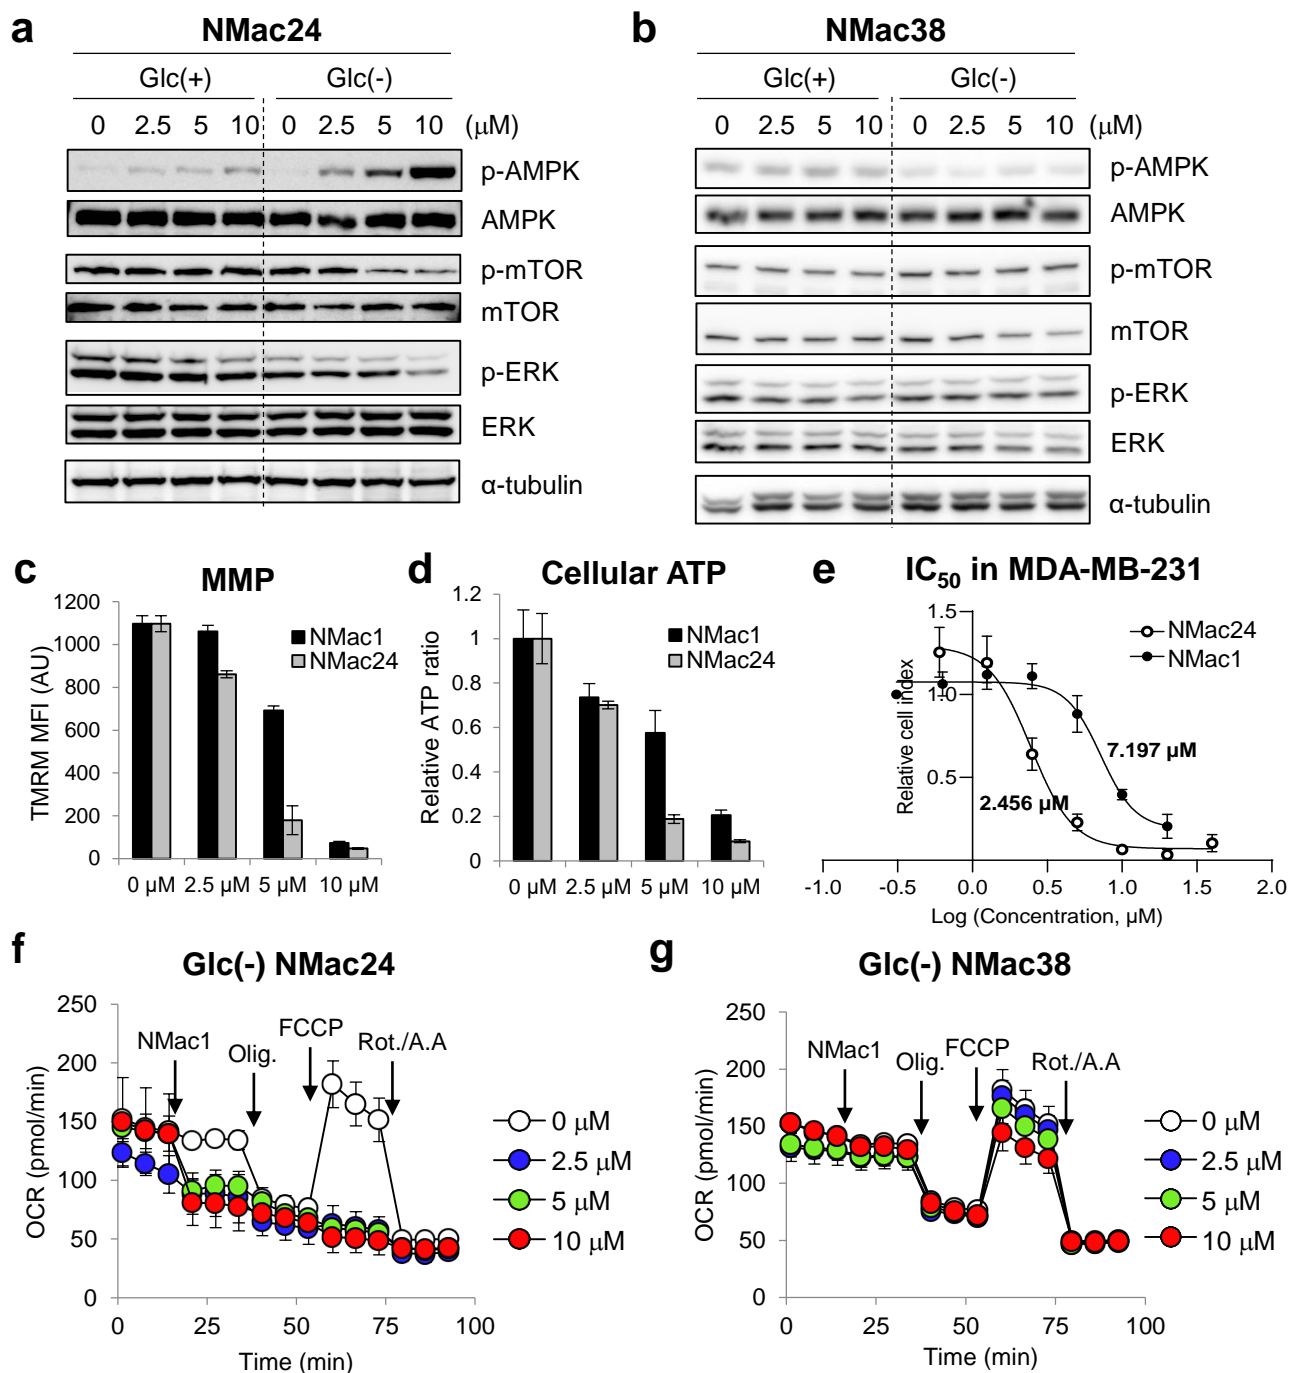 a
NMac24
Glc(+) Glc(-)
0 2.5 5 10 0 2.5 5 10 (μM)
p-AMPK
AMPK
p-mTOR
mTOR
p-ERK
ERK
α-tubulin
b
NMac38
Glc(+) Glc(-)
0 2.5 5 10 0 2.5 5 10 (μM)
p-AMPK
AMPK
p-mTOR
mTOR
p-ERK
ERK
α-tubulin
c
MMP
TMRM MFI (AU)
1200
1000
800
600
400
200
0
NMac1
NMac24
0 μM 2.5 μM 5 μM 10 μM
d
Cellular ATP
Relative ATP ratio
1.2
1
0.8
0.6
0.4
0.2
0
NMac1
NMac24
0 μM 2.5 μM 5 μM 10 μM
e
IC50 in MDA-MB-231
Relative cell index
1.5
1.0
0.5
NMac24
NMac1
7.197 μM
2.456 μM
-1.0 -0.5 0.0 0.5 1.0 1.5 2.0
Log (Concentration, μM)
f
Glc(-) NMac24
OCR (pmol/min)
250
200
150
100
50
0
NMac1
Olig.
FCCP
Rot./A.A
0 μM
2.5 μM
5 μM
10 μM
0 25 50 75 100
Time (min)
g
Glc(-) NMac38
OCR (pmol/min)
250
200
150
100
50
0
NMac1
Olig.
FCCP
Rot./A.A
0 μM
2.5 μM
5 μM
10 μM
0 25 50 75 100
Time (min)